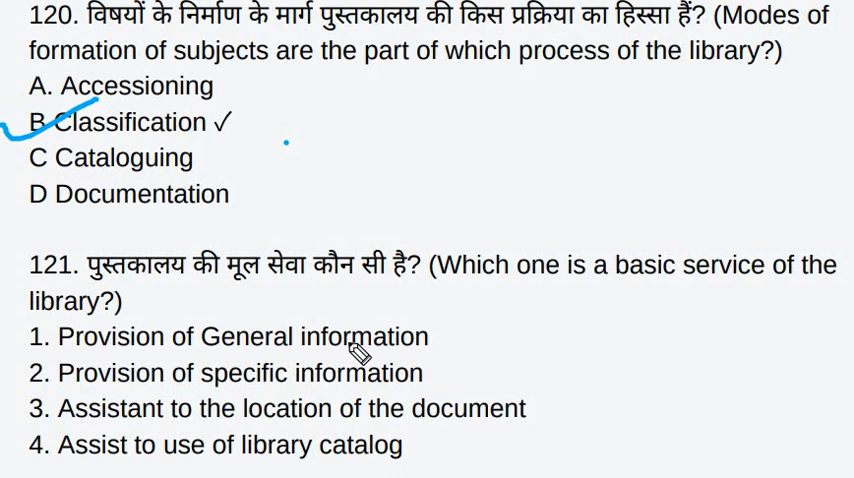 120. विषयों के निर्माण के मार्ग पुस्तकालय की किस प्रक्रिया का हिस्सा हैं? (Modes of
formation of subjects are the part of which process of the library?)
A. Accessioning
B Classification ✓
C Cataloguing
D Documentation
121. पुस्तकालय की मूल सेवा कौन सी है? (Which one is a basic service of the
library?)
1. Provision of General information
2. Provision of specific information
3. Assistant to the location of the document
4. Assist to use of library catalog